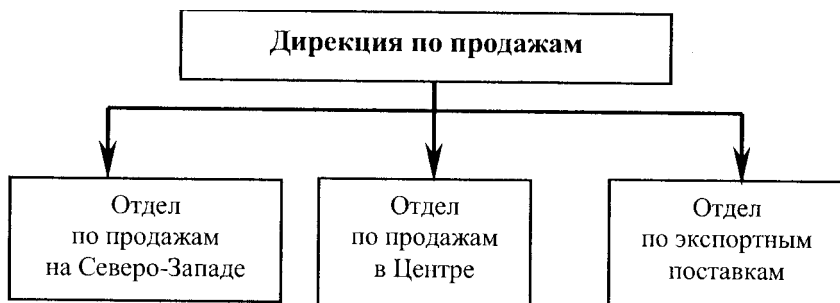 Дирекция по продажам
Отдел
по продажам
на Северо-Западе
Отдел
по продажам
в Центре
Отдел
по экспортным
поставкам